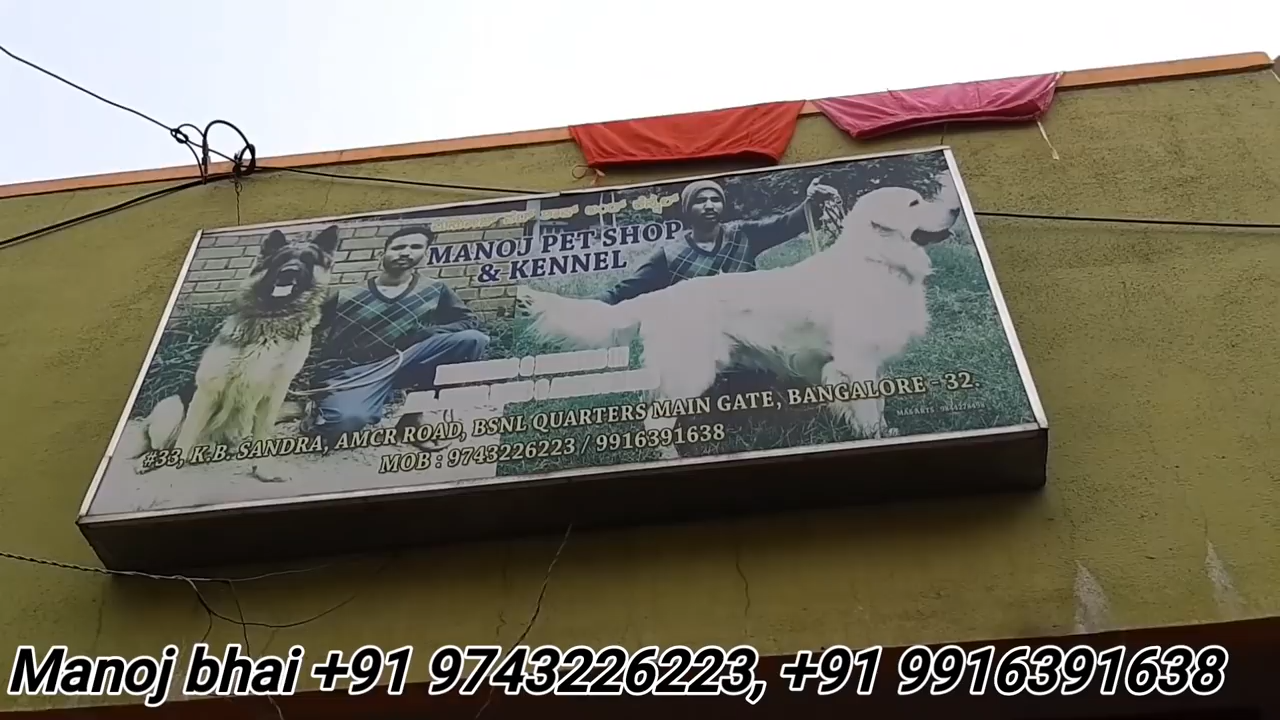 MANOJ PET SHOP
& KENNEL
#33, K.B. SANDRA, AMCR ROAD, BSNL QUARTERS MAIN GATE, BANGALORE - 32.
MOB : 9743226223 / 9916391638
Manoj bhai +91 9743226223, +91 9916391638